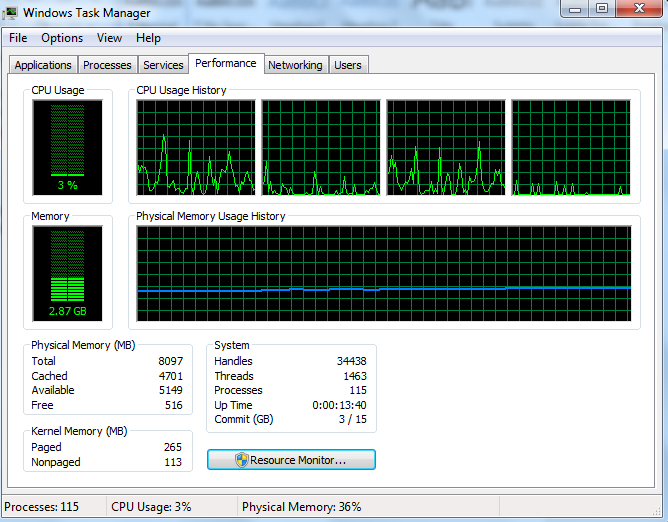 Windows Task Manager
File Options View Help
Applications Processes Services Performance Networking Users
CPU Usage CPU Usage History
3 %
Memory Physical Memory Usage History
2.87 GB
Physical Memory (MB)
Total 8097
Cached 4701
Available 5149
Free 516
Kernel Memory (MB)
Paged 265
Nonpaged 113
System
Handles 34438
Threads 1463
Processes 115
Up Time 0:00:13:40
Commit (GB) 3 / 15
Resource Monitor...
Processes: 115 CPU Usage: 3% Physical Memory: 36%